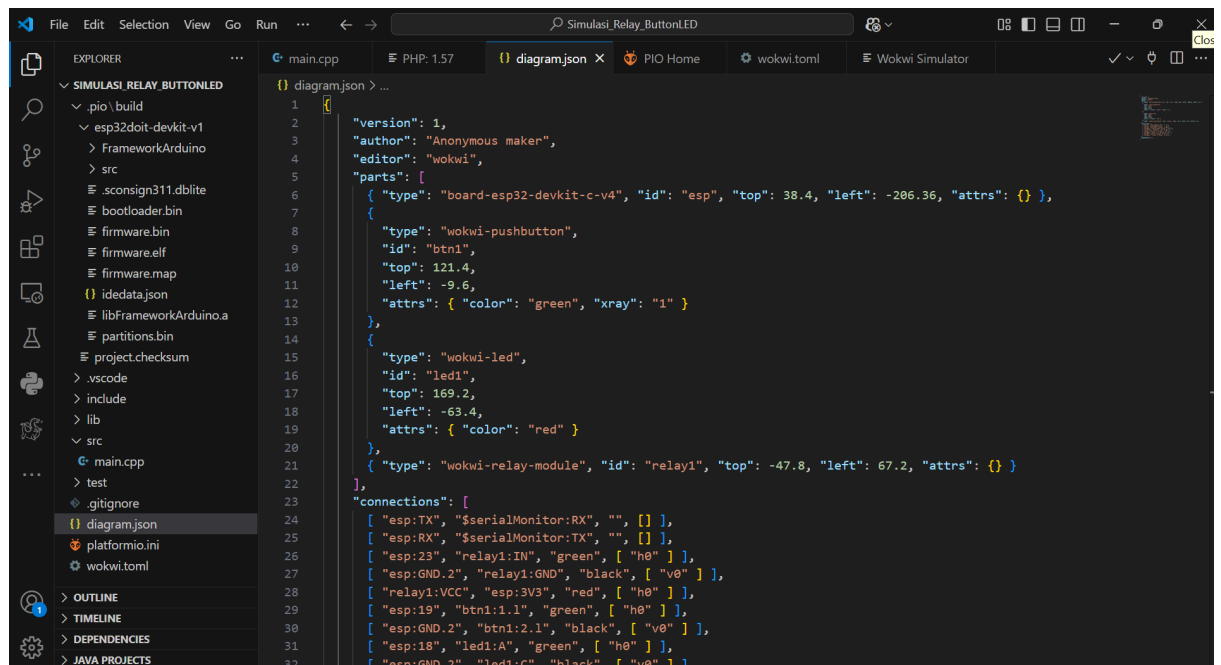 File Edit Selection View Go Run ··· Simulasi_Relay_ButtonLED
Clos
EXPLORER ···
SIMULASI_RELAY_BUTTONLED
.pio \ build
esp32doit-devkit-v1
FrameworkArduino
src
.sconsign311.dblite
bootloader.bin
firmware.bin
firmware.elf
firmware.map
{} idedata.json
libFrameworkArduino.a
partitions.bin
project.checksum
.vscode
include
lib
src
main.cpp
test
.gitignore
{} diagram.json
platformio.ini
wokwi.toml
OUTLINE
TIMELINE
DEPENDENCIES
JAVA PROJECTS
1
main.cpp PHP: 1.57 {} diagram.json PIO Home wokwi.toml Wokwi Simulator
{} diagram.json > ...
1 {
2 "version": 1,
3 "author": "Anonymous maker",
4 "editor": "wokwi",
5 "parts": [
6 { "type": "board-esp32-devkit-c-v4", "id": "esp", "top": 38.4, "left": -206.36, "attrs": {} },
7 {
8 "type": "wokwi-pushbutton",
9 "id": "btn1",
10 "top": 121.4,
11 "left": -9.6,
12 "attrs": { "color": "green", "xray": "1" }
13 },
14 {
15 "type": "wokwi-led",
16 "id": "led1",
17 "top": 169.2,
18 "left": -63.4,
19 "attrs": { "color": "red" }
20 },
21 { "type": "wokwi-relay-module", "id": "relay1", "top": -47.8, "left": 67.2, "attrs": {} }
22 ],
23 "connections": [
24 [ "esp:TX", "$serialMonitor:RX", "", [] ],
25 [ "esp:RX", "$serialMonitor:TX", "", [] ],
26 [ "esp:23", "relay1:IN", "green", [ "h0" ] ],
27 [ "esp:GND.2", "relay1:GND", "black", [ "v0" ] ],
28 [ "relay1:VCC", "esp:3V3", "red", [ "h0" ] ],
29 [ "esp:19", "btn1:1.l", "green", [ "h0" ] ],
30 [ "esp:GND.2", "btn1:2.l", "black", [ "v0" ] ],
31 [ "esp:18", "led1:A", "green", [ "h0" ] ],
32 [ "esp:GND.2", "led1:C", "black", [ "v0" ] ]